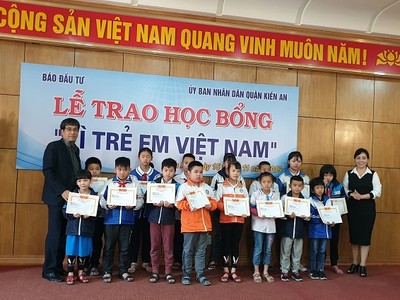 CỘNG SẢN VIỆT NAM QUANG VINH MUÔN NĂM !
BÁO ĐẦU TƯ
ỦY BAN NHÂN DÂN QUẬN KIẾN AN
LỄ TRAO HỌC BỔNG
TRẺ EM VIỆT NAM"